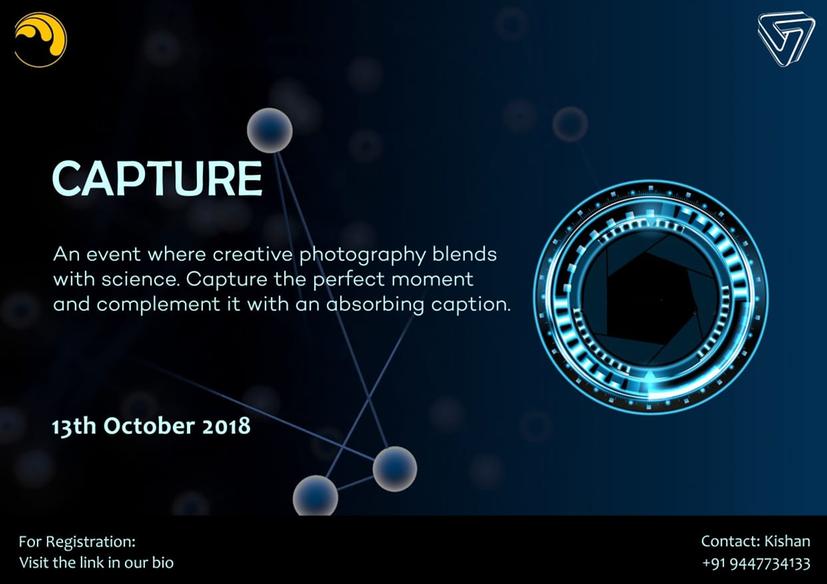 CAPTURE
An event where creative photography blends
with science. Capture the perfect moment
and complement it with an absorbing caption.
13th October 2018
For Registration:
Visit the link in our bio
Contact: Kishan
+91 9447734133